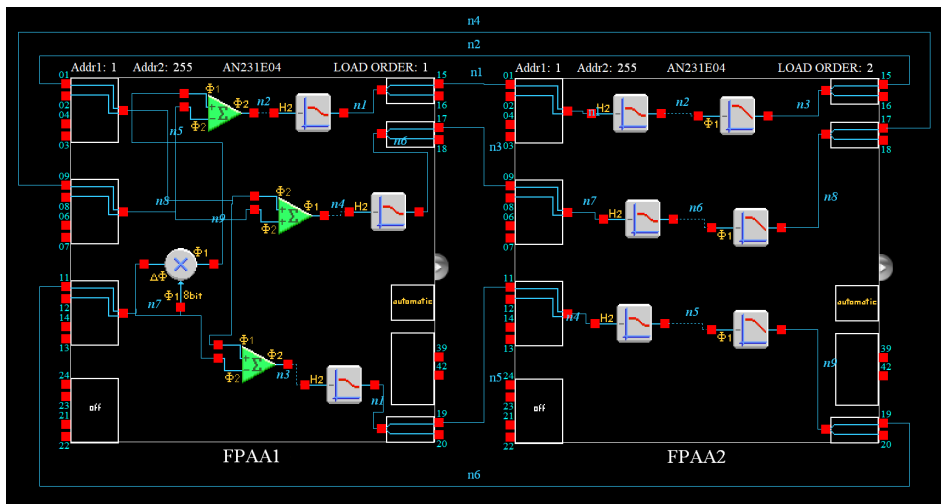 n4
n2
n1
n3
n5
n6
Addr1: 1 Addr2: 255 AN231E04 LOAD ORDER: 1
01
02
04
03
09
08
06
07
11
12
14
13
24
23
21
22
15
16
17
18
39
42
19
20
Φ1
Φ2
Φ2
+
Σ
n2
H2
n1
n5
n6
Φ2
Φ1
Φ2
+
Σ
n4
H2
n8
n9
Φ1
ΔΦ
Φ1
8bit
n7
Φ1
Φ2
Φ2
Σ
n3
H2
n1
automatic
off
FPAA1
Addr1: 1 Addr2: 255 AN231E04 LOAD ORDER: 2
01
02
04
03
09
08
06
07
11
12
14
13
24
23
21
22
15
16
17
18
39
42
19
20
H2
n2
Φ1
n3
n7
H2
n6
Φ1
n8
n4
H2
n5
Φ1
n9
automatic
off
FPAA2